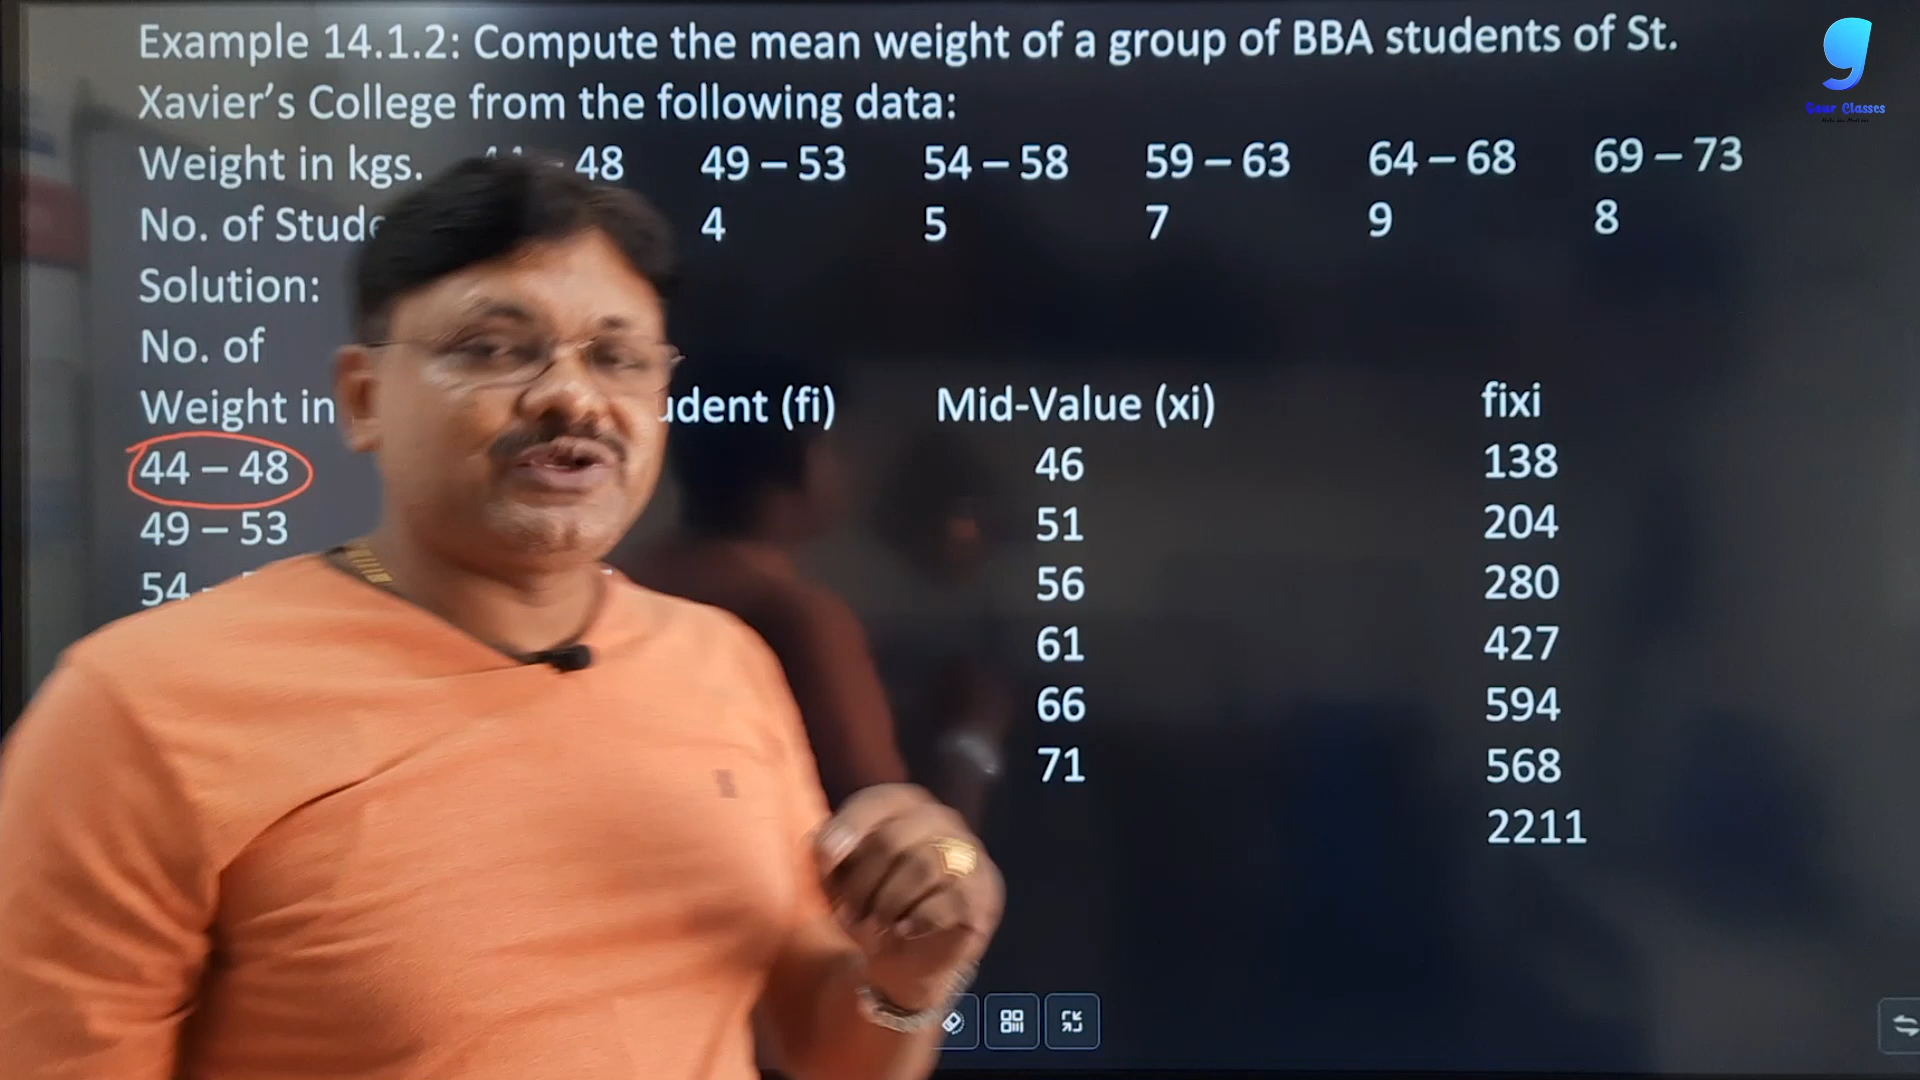 Example 14.1.2: Compute the mean weight of a group of BBA students of St.
Xavier's College from the following data:
Weight in kgs. 44 – 48 49 – 53 54 – 58 59 – 63 64 – 68 69 – 73
No. of 4 5 7 9 8
Solution:
No. of
Weight in (fi) Mid-Value (xi) fixi
44 – 48 46 138
49 – 53 51 204
54 – 56 280
61 427
66 594
71 568
2211
g
Gour Classes